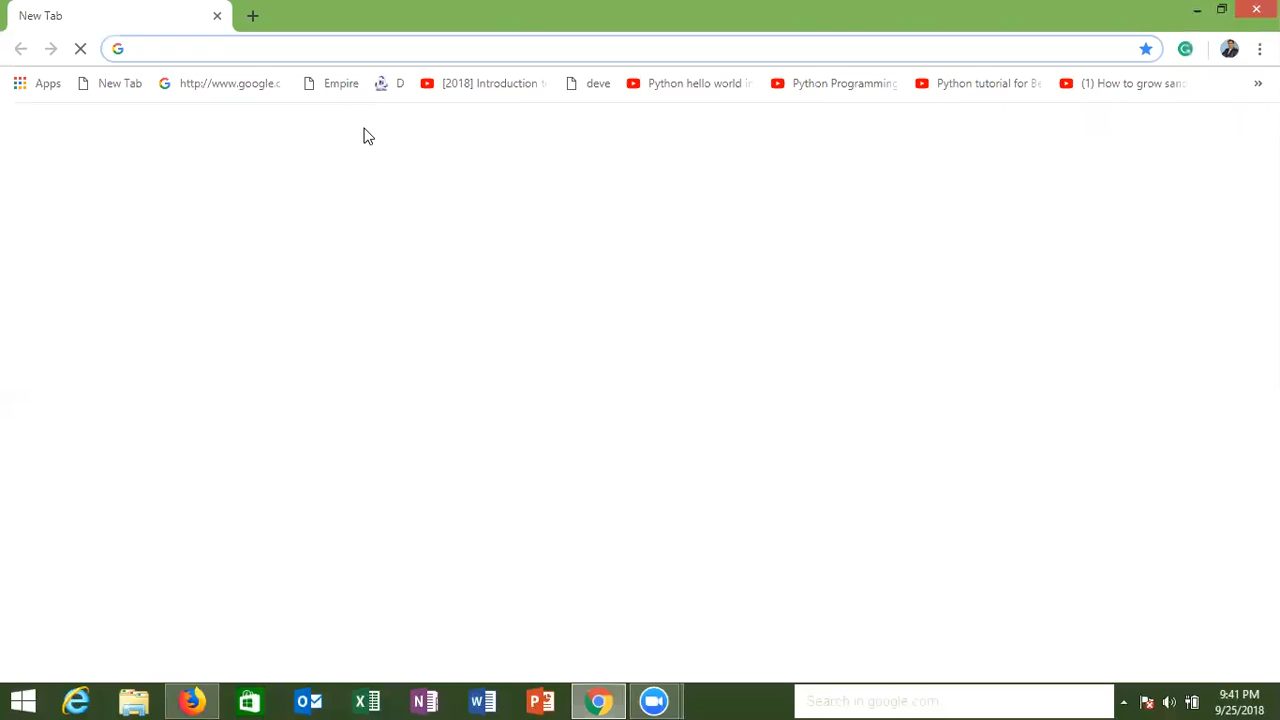 New Tab
Apps New Tab http://www.google.c Empire D [2018] Introduction t deve Python hello world i Python Programming Python tutorial for Be (1) How to grow sand »
Search in google.com
9:41 PM
9/25/2018